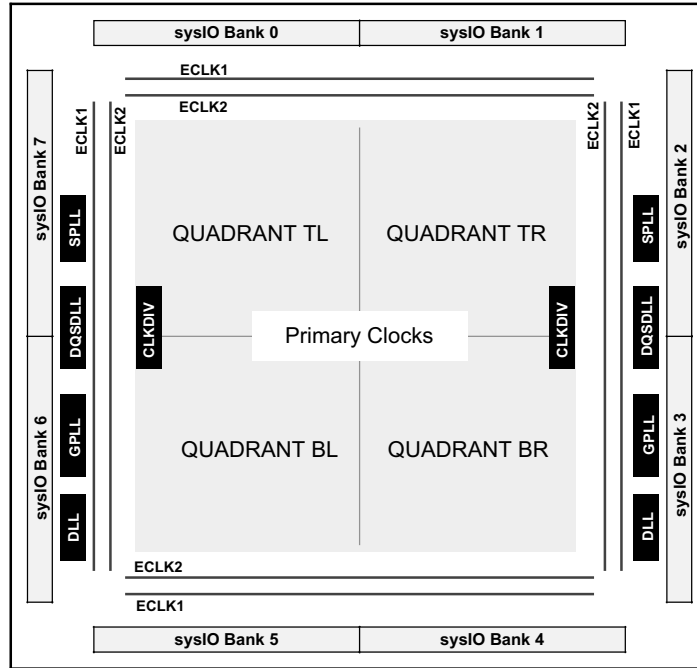 sysIO Bank 0
sysIO Bank 1
ECLK1
ECLK2
ECLK1
ECLK2
ECLK2
ECLK1
sysIO Bank 7
sysIO Bank 2
SPLL
QUADRANT TL
QUADRANT TR
SPLL
DQSDLL
CLKDIV
Primary Clocks
CLKDIV
DQSDLL
sysIO Bank 6
sysIO Bank 3
GPLL
QUADRANT BL
QUADRANT BR
GPLL
DLL
DLL
ECLK2
ECLK1
sysIO Bank 5
sysIO Bank 4